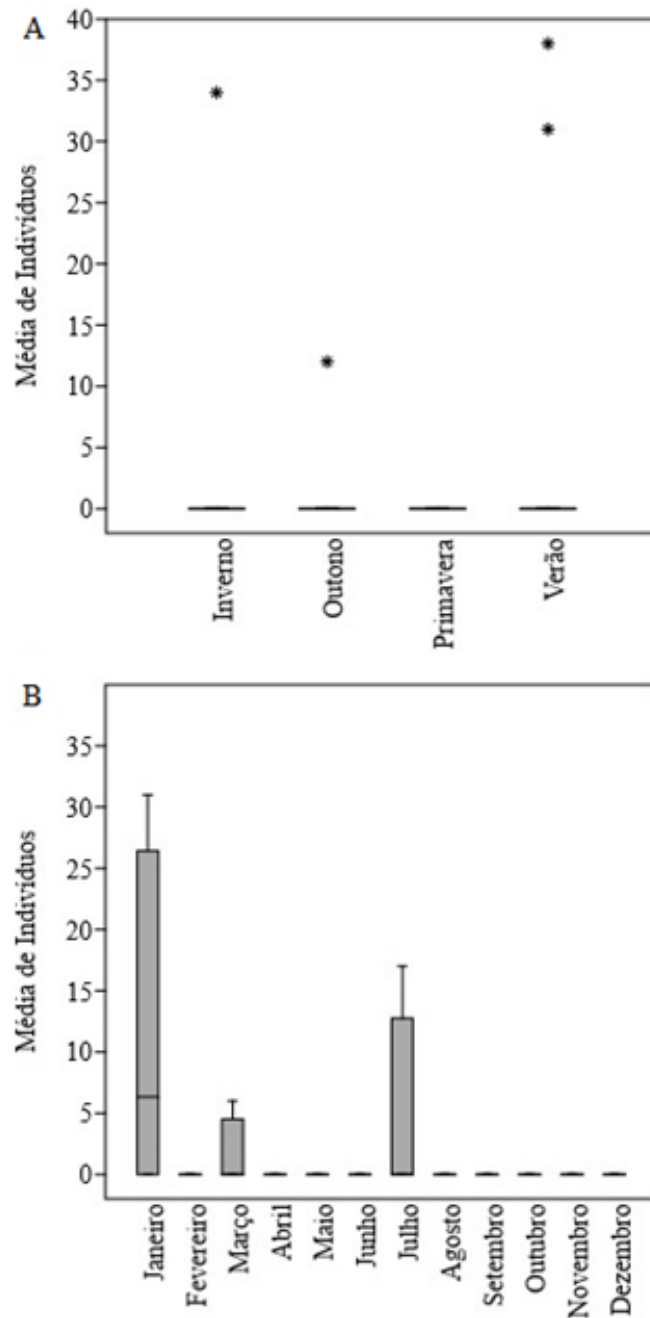 A
Média de Indivíduos
40
35
30
25
20
15
10
5
0
Inverno
Outono
Primavera
Verão
B
Média de Indivíduos
35
30
25
20
15
10
5
0
Janeiro
Fevereiro
Março
Abril
Maio
Junho
Julho
Agosto
Setembro
Outubro
Novembro
Dezembro